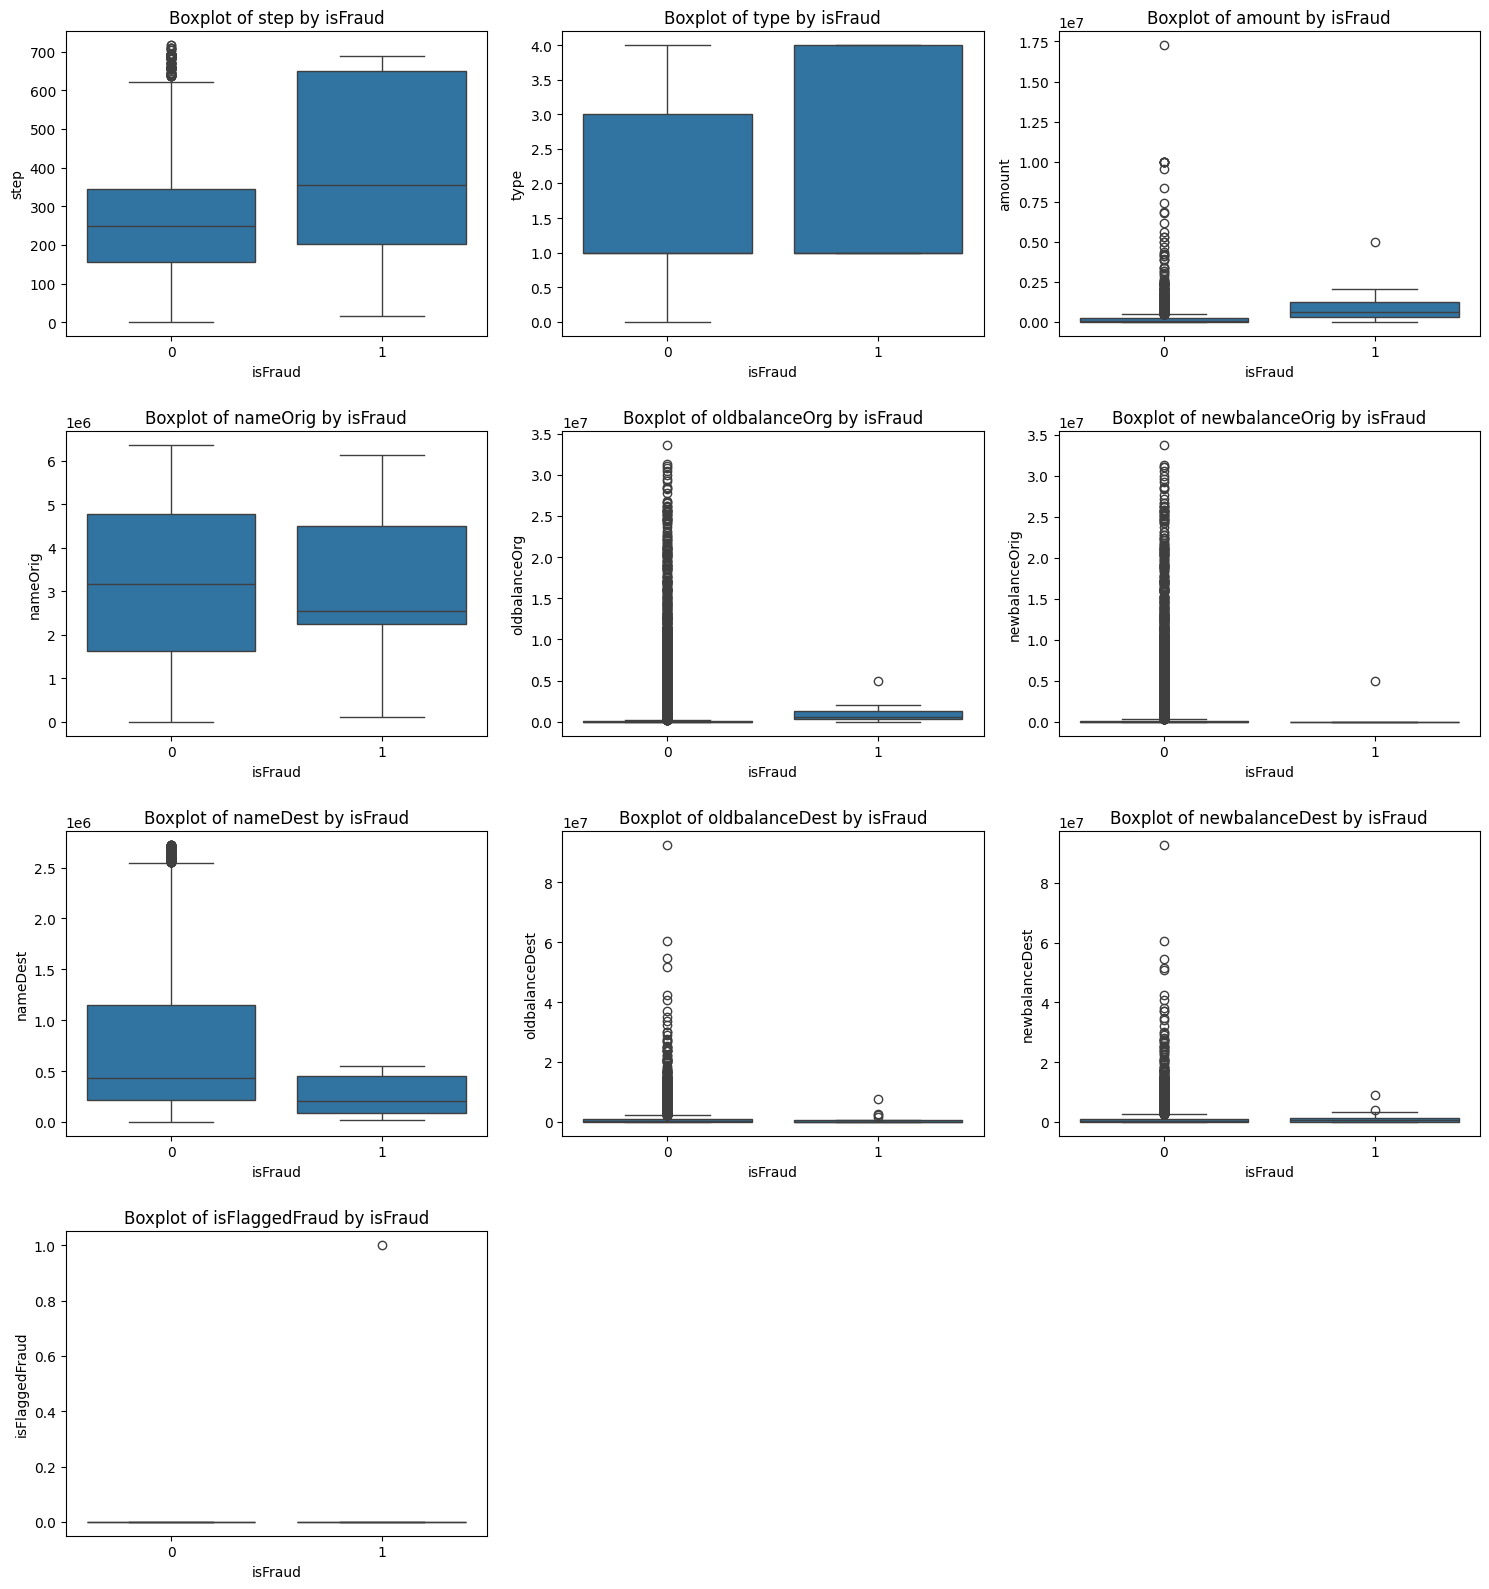 Boxplot of step by isFraud
700
600
500
400
300
200
100
0
step
0 1
isFraud
Boxplot of type by isFraud
4.0
3.5
3.0
2.5
2.0
1.5
1.0
0.5
0.0
type
0 1
isFraud
Boxplot of amount by isFraud
1e7
1.75
1.50
1.25
1.00
0.75
0.50
0.25
0.00
amount
0 1
isFraud
Boxplot of nameOrig by isFraud
1e6
6
5
4
3
2
1
0
nameOrig
0 1
isFraud
Boxplot of oldbalanceOrg by isFraud
1e7
3.5
3.0
2.5
2.0
1.5
1.0
0.5
0.0
oldbalanceOrg
0 1
isFraud
Boxplot of newbalanceOrig by isFraud
1e7
3.5
3.0
2.5
2.0
1.5
1.0
0.5
0.0
newbalanceOrig
0 1
isFraud
Boxplot of nameDest by isFraud
1e6
2.5
2.0
1.5
1.0
0.5
0.0
nameDest
0 1
isFraud
Boxplot of oldbalanceDest by isFraud
1e7
8
6
4
2
0
oldbalanceDest
0 1
isFraud
Boxplot of newbalanceDest by isFraud
1e7
8
6
4
2
0
newbalanceDest
0 1
isFraud
Boxplot of isFlaggedFraud by isFraud
1.0
0.8
0.6
0.4
0.2
0.0
isFlaggedFraud
0 1
isFraud